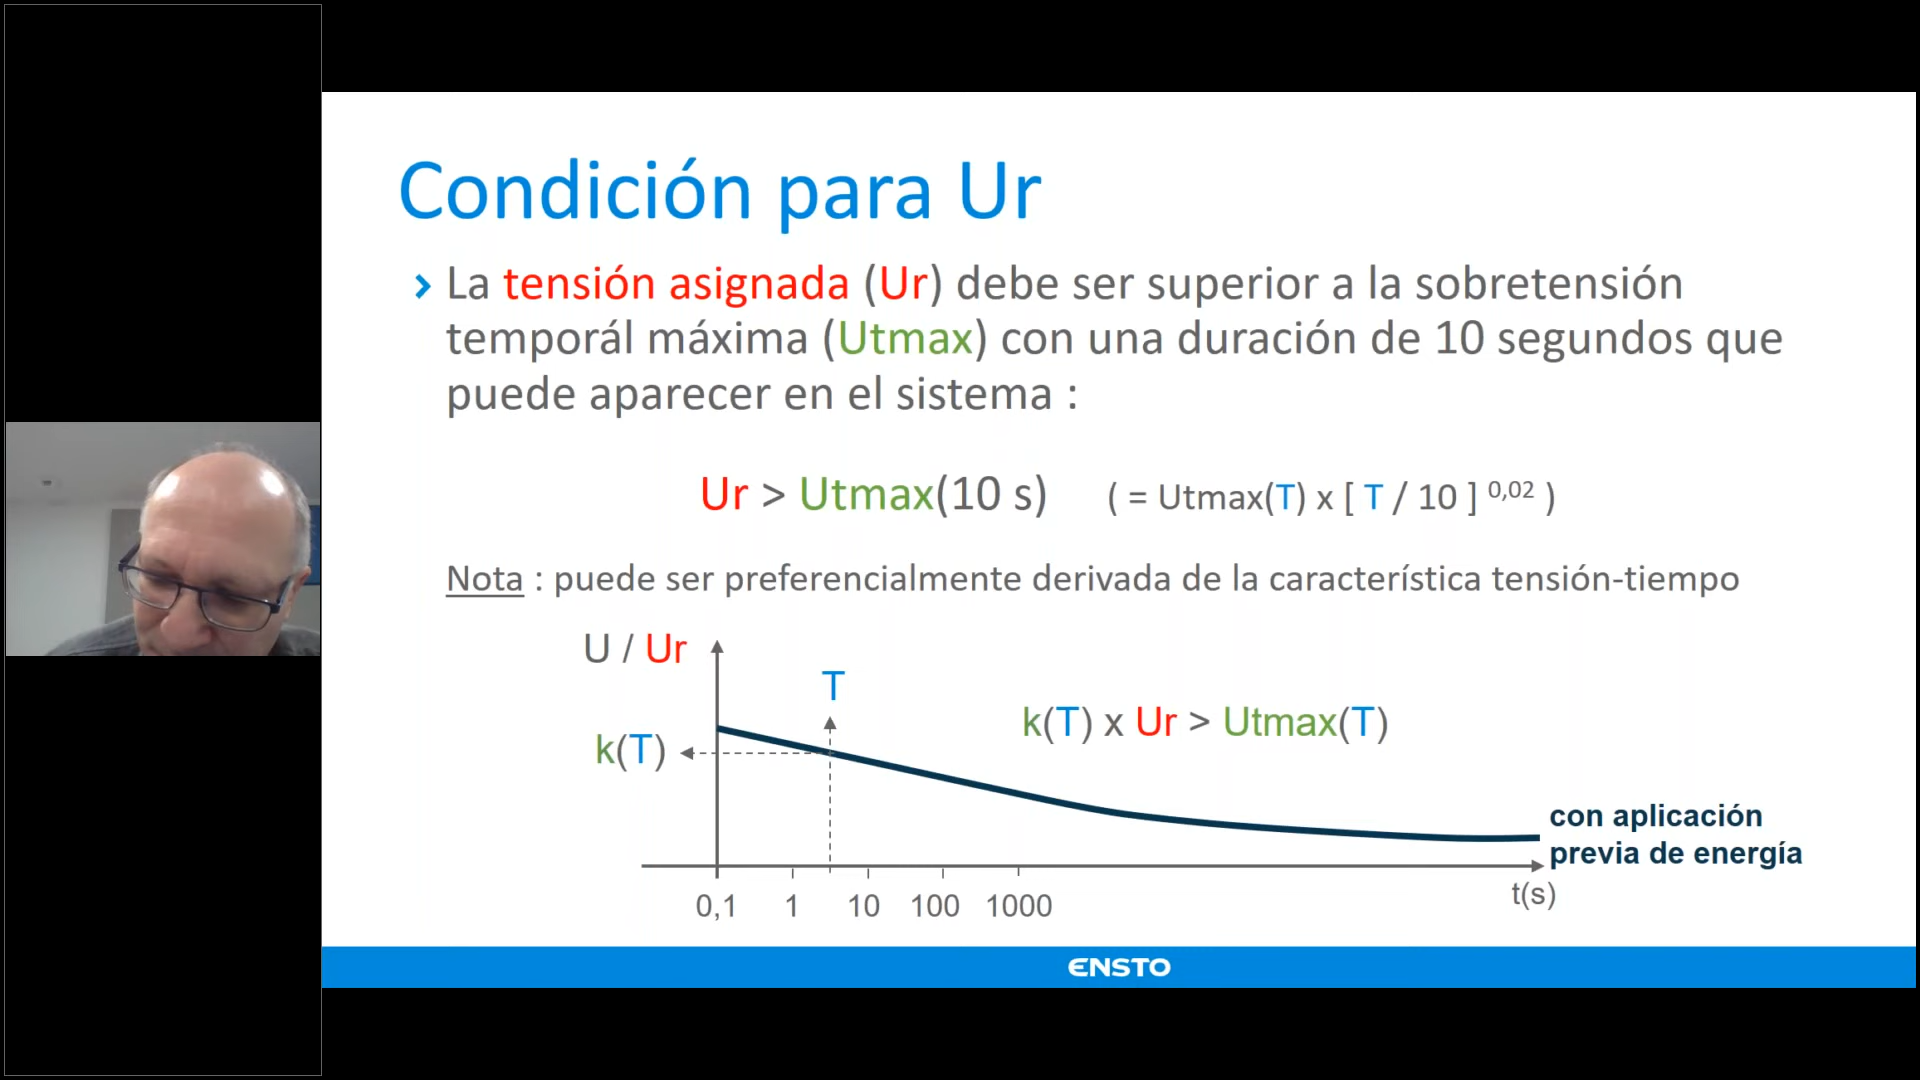 Condición para Ur
La tensión asignada (Ur) debe ser superior a la sobretensión
temporál máxima (Utmax) con una duración de 10 segundos que
puede aparecer en el sistema :
Ur > Utmax(10 s) ( = Utmax(T) x [ T / 10 ] 0,02 )
Nota : puede ser preferencialmente derivada de la característica tensión-tiempo
U / Ur
T
k(T) x Ur > Utmax(T)
k(T)
con aplicación
previa de energía
t(s)
0,1 1 10 100 1000
ENSTO